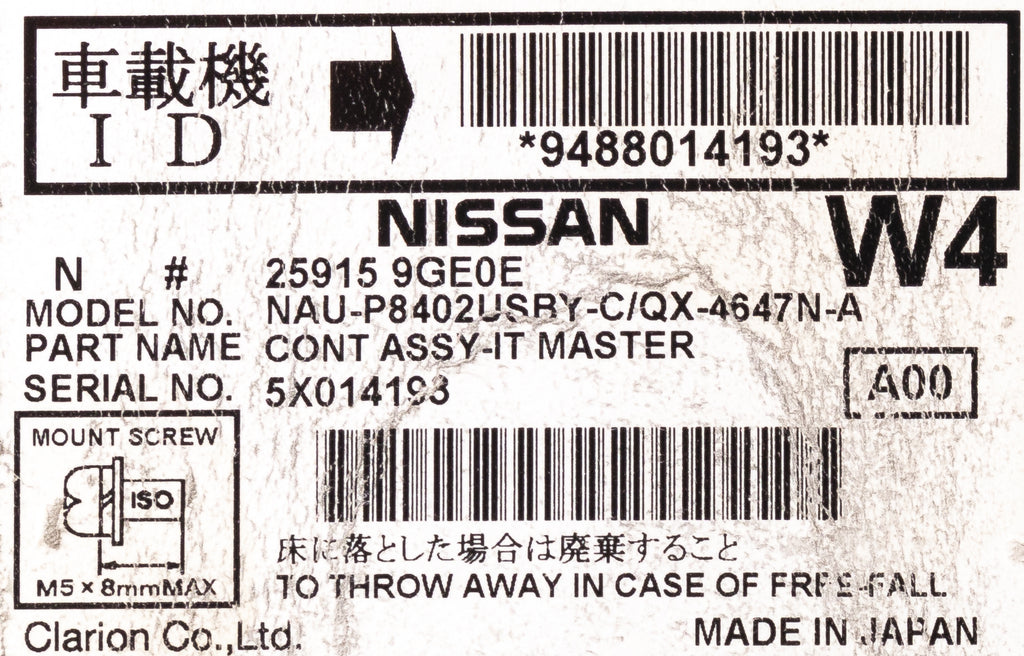 車載機
ID
*9488014193*
NISSAN
W4
N # 25915 9GE0E
MODEL NO. NAU-P8402USBY-C/QX-4647N-A
PART NAME CONT ASSY-IT MASTER
SERIAL NO. 5X014193
A00
MOUNT SCREW
ISO
M5×8mmMAX
床に落とした場合は廃棄すること
TO THROW AWAY IN CASE OF FREE-FALL
Clarion Co.,Ltd.
MADE IN JAPAN